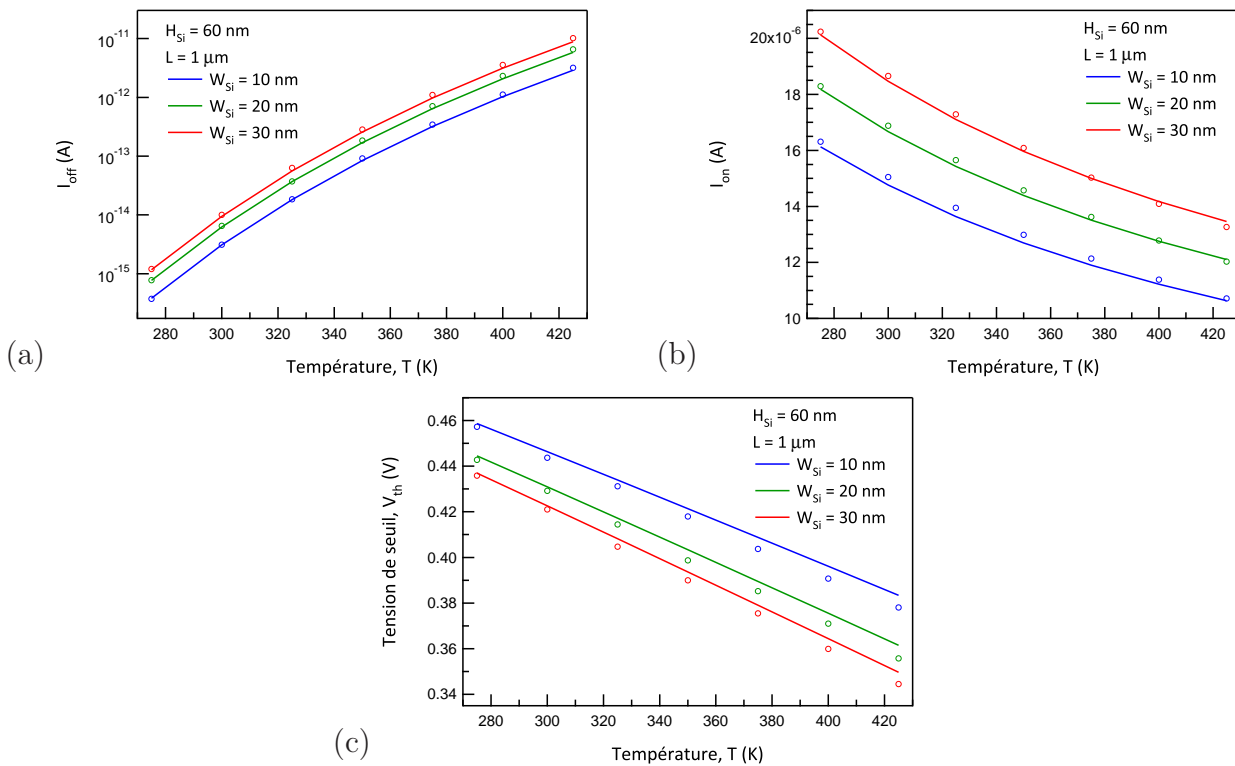 H_Si = 60 nm
L = 1 μm
W_Si = 10 nm
W_Si = 20 nm
W_Si = 30 nm
I_off (A)
10^-11
10^-12
10^-13
10^-14
10^-15
280 300 320 340 360 380 400 420
Température, T (K)
(a)
H_Si = 60 nm
L = 1 μm
W_Si = 10 nm
W_Si = 20 nm
W_Si = 30 nm
I_on (A)
20x10^-6
18
16
14
12
10
280 300 320 340 360 380 400 420
Température, T (K)
(b)
H_Si = 60 nm
L = 1 μm
W_Si = 10 nm
W_Si = 20 nm
W_Si = 30 nm
Tension de seuil, V_th (V)
0.46
0.44
0.42
0.40
0.38
0.36
0.34
280 300 320 340 360 380 400 420
Température, T (K)
(c)